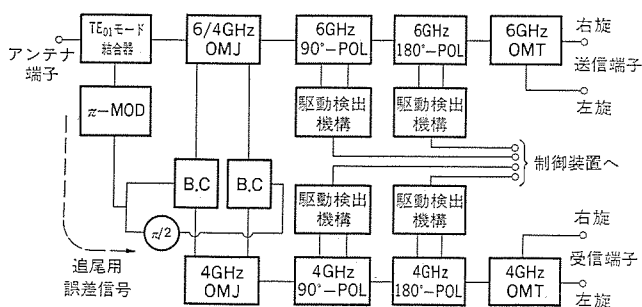 アンテナ
端子
TE01モード
結合器
6/4GHz
OMJ
6GHz
90°-POL
6GHz
180°-POL
6GHz
OMT
右旋
送信端子
左旋
π-MOD
駆動検出
機構
駆動検出
機構
制御装置へ
B.C
B.C
π/2
駆動検出
機構
駆動検出
機構
追尾用
誤差信号
4GHz
OMJ
4GHz
90°-POL
4GHz
180°-POL
4GHz
OMT
右旋
受信端子
左旋